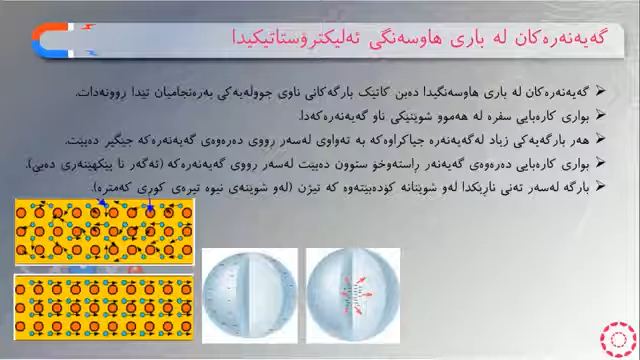 گەیەنەرەکان لە باری هاوسەنگی ئەلیکترۆستاتیکیدا
گەیەنەرەکان لە باری هاوسەنگیدا دەبن کاتیک بارگەکانی ناوی جووڵەیەکی بەرەنجامیان تێدا روونەدات.
بواری کارەبایی سفرە لە هەموو شوێنێکی ناو گەیەنەرەکەدا.
هەر بارگەیەکی زیاد لەگەیەنەرە جیاکراوەکە بە تەواوی لەسەر رووی دەرەوەی گەیەنەرەکە جێگیر دەبێت.
بواری کارەبایی دەرەوەی گەیەنەر راستەوخۆ ستوون دەبێت لەسەر رووی گەیەنەرەکە (ئەگەر نا پێکهێنەری دەبێ).
بارگە لەسەر تەنی ناڕێکدا لەو شوێنانە کۆدەبێتەوە کە تیژن (لەو شوێنەی نیوە تیرەی کوری کەمترە).